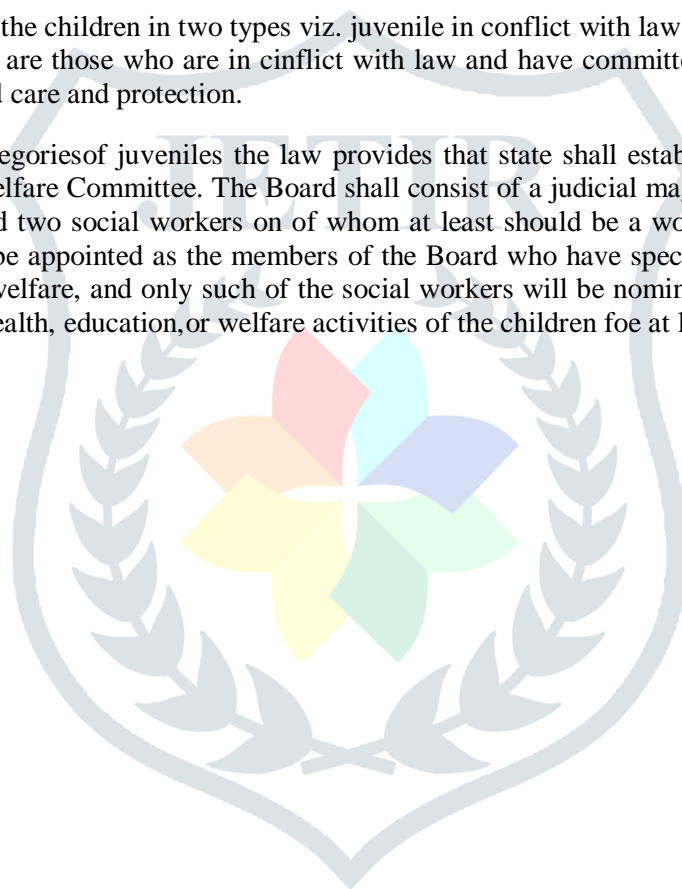 the children in two types viz. juvenile in conflict with law
are those who are in cinflict with law and have committe
d care and protection.
egoriesof juveniles the law provides that state shall estab
elfare Committee. The Board shall consist of a judicial mag
d two social workers on of whom at least should be a wo
be appointed as the members of the Board who have spec
welfare, and only such of the social workers will be nomin
ealth, education,or welfare activities of the children foe at l
JETIR